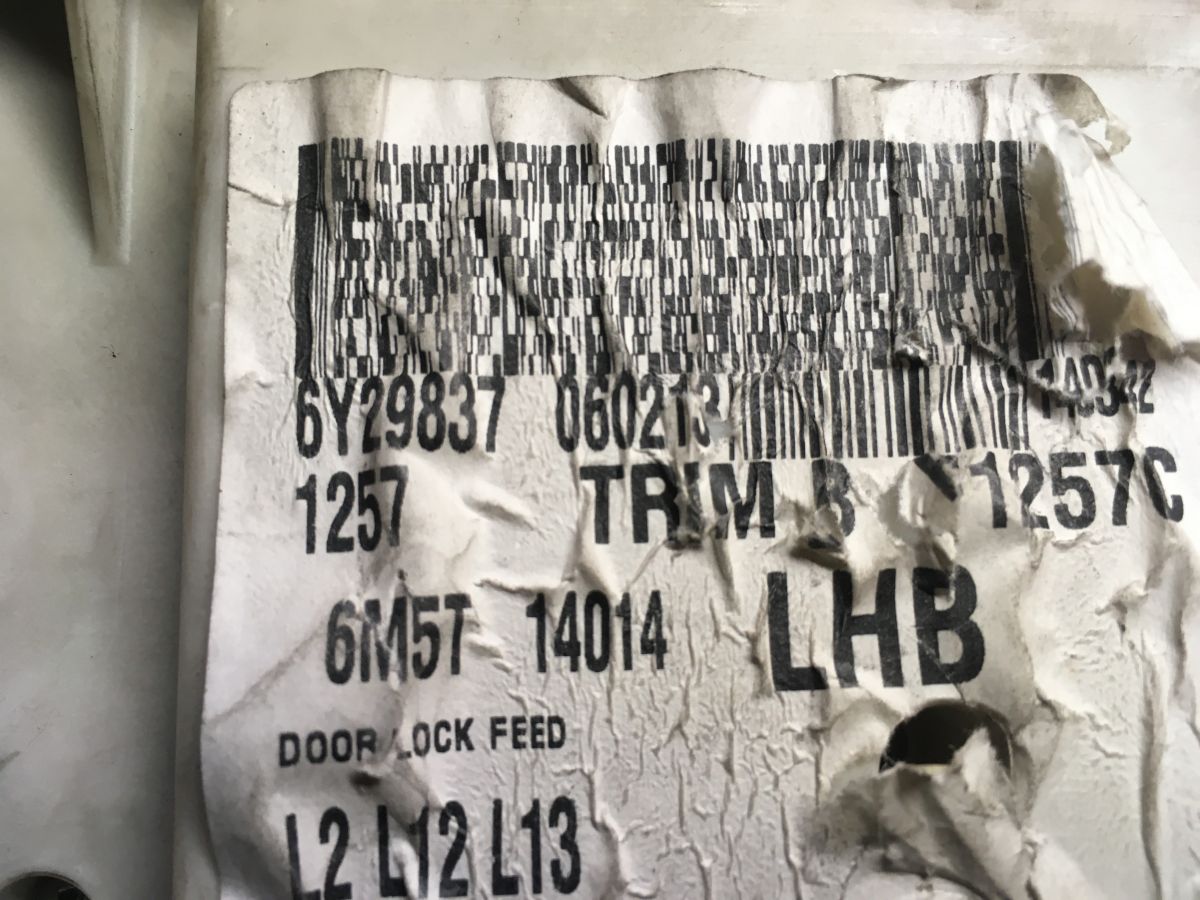 6Y29837 060213
1257 TRIM B 1257C
6M5T 14014 LHB
DOOR LOCK FEED
L2 L12 L13